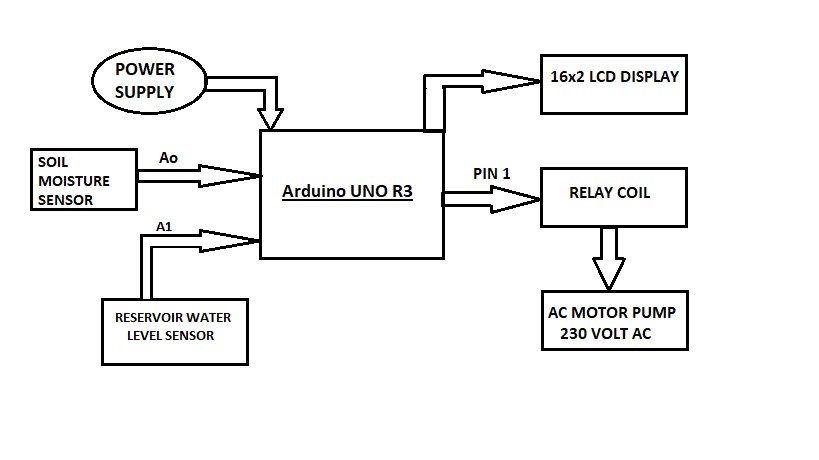 POWER
SUPPLY
16x2 LCD DISPLAY
SOIL
MOISTURE
SENSOR
Ao
Arduino UNO R3
PIN 1
RELAY COIL
A1
RESERVOIR WATER
LEVEL SENSOR
AC MOTOR PUMP
230 VOLT AC